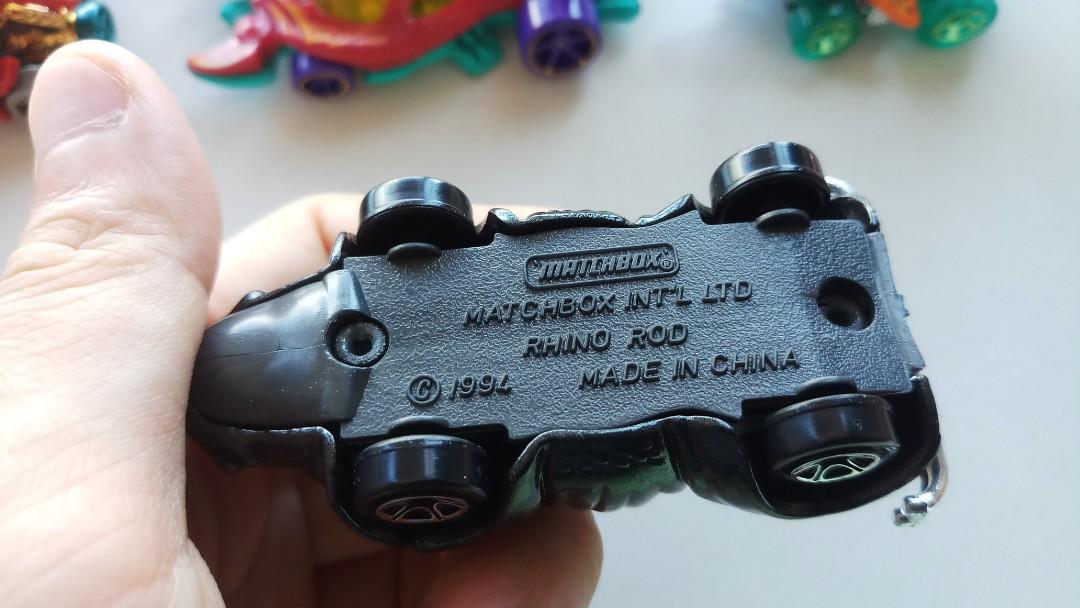 MATCHBOX®
MATCHBOX INT'L LTD
RHINO ROD
© 1994 MADE IN CHINA